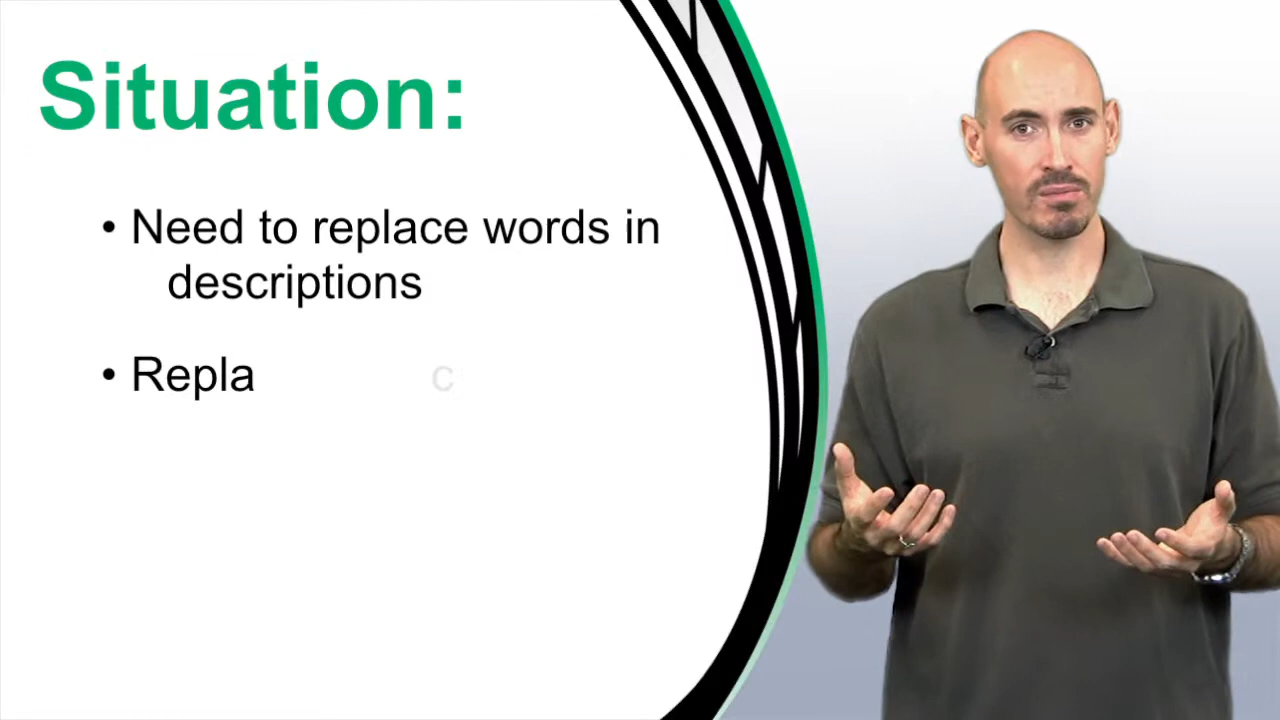 Situation:
• Need to replace words in
descriptions
• Repla c